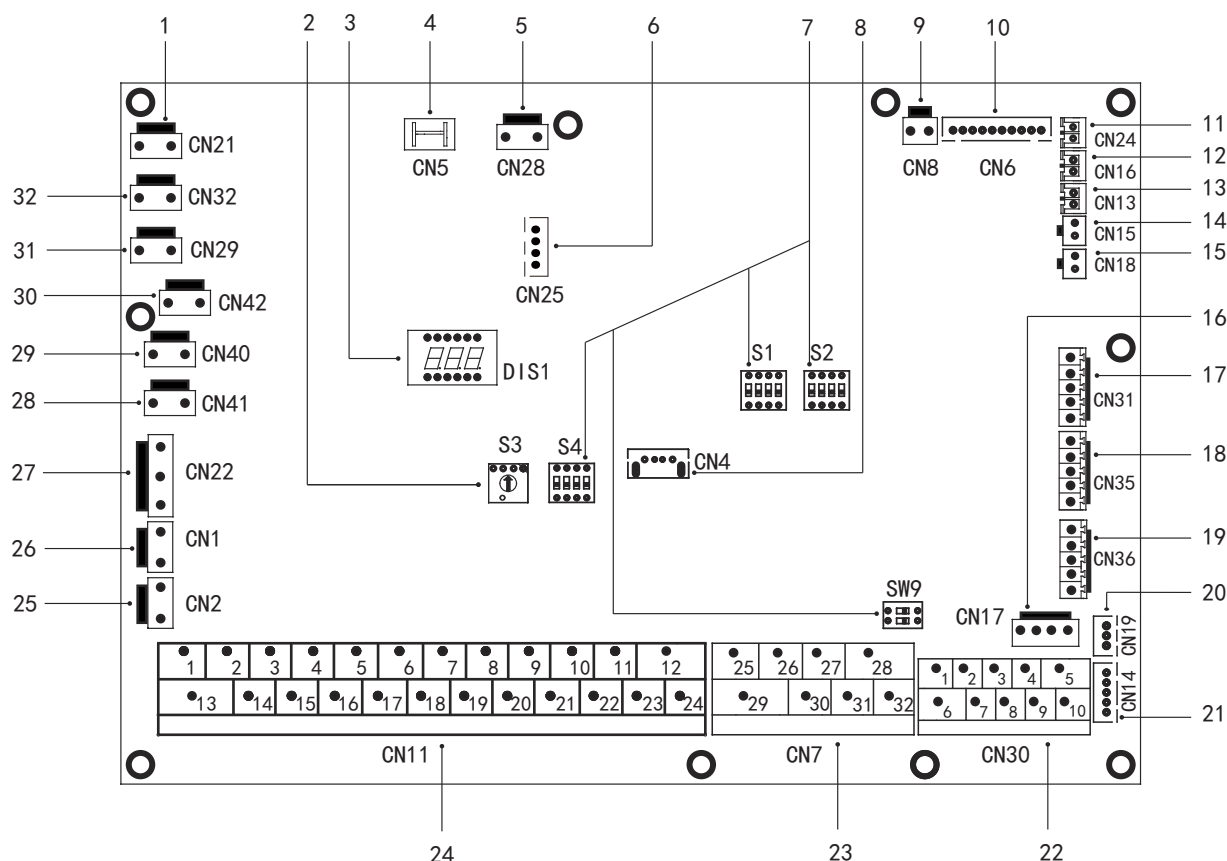 1 2 3 4 5 6 7 8 9 10
CN21 CN5 CN28 CN8 CN6 CN24 11
CN16 12
32 CN32 CN13 13
31 CN29 CN15 14
CN25 CN18 15
30 CN42
16
29 CN40 DIS1 S1 S2
28 CN41 CN31 17
27 CN22 S3 S4 CN4 CN35 18
26 CN1 CN36 19
25 CN2 SW9 CN17 CN19 20
1 2 3 4 5 6 7 8 9 10 11 12 25 26 27 28 1 2 3 4 5
13 14 15 16 17 18 19 20 21 22 23 24 29 30 31 32 6 7 8 9 10 CN14 21
CN11 CN7 CN30
24 23 22